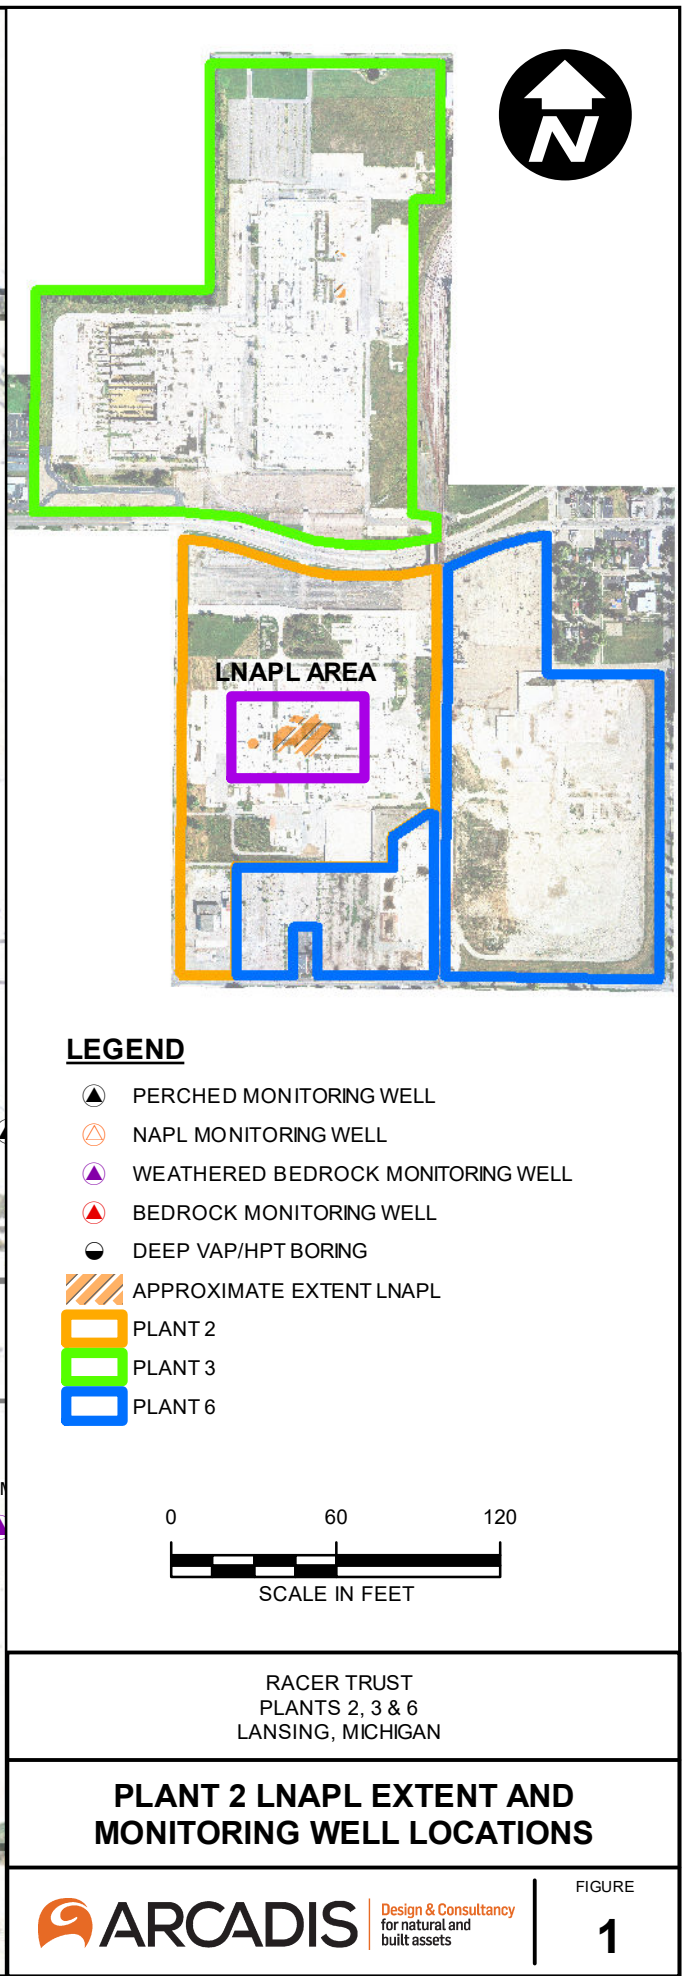 N
LNAPL AREA
LEGEND
PERCHED MONITORING WELL
NAPL MONITORING WELL
WEATHERED BEDROCK MONITORING WELL
BEDROCK MONITORING WELL
DEEP VAP/HPT BORING
APPROXIMATE EXTENT LNAPL
PLANT 2
PLANT 3
PLANT 6
0 60 120
SCALE IN FEET
RACER TRUST
PLANTS 2, 3 & 6
LANSING, MICHIGAN
PLANT 2 LNAPL EXTENT AND
MONITORING WELL LOCATIONS
ARCADIS
Design & Consultancy
for natural and
built assets
FIGURE
1